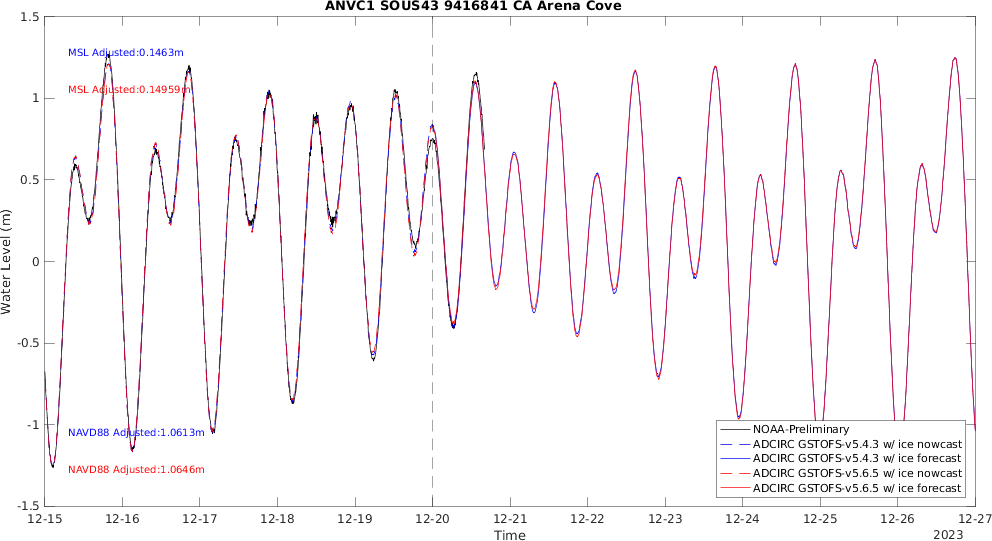 ANVC1 SOUS43 9416841 CA Arena Cove
1.5
1
0.5
0
-0.5
-1
-1.5
Water Level (m)
MSL Adjusted:0.1463m
MSL Adjusted:0.14959m
NAVD88 Adjusted:1.0613m
NAVD88 Adjusted:1.0646m
NOAA-Preliminary
ADCIRC GSTOFS-v5.4.3 w/ ice nowcast
ADCIRC GSTOFS-v5.4.3 w/ ice forecast
ADCIRC GSTOFS-v5.6.5 w/ ice nowcast
ADCIRC GSTOFS-v5.6.5 w/ ice forecast
12-15 12-16 12-17 12-18 12-19 12-20 12-21 12-22 12-23 12-24 12-25 12-26 12-27
Time
2023